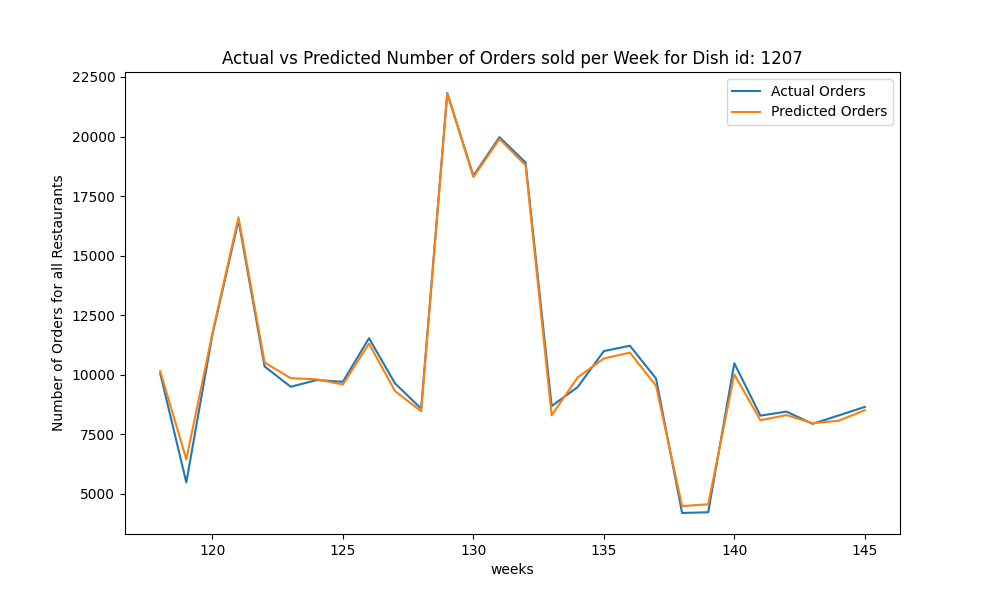 Actual vs Predicted Number of Orders sold per Week for Dish id: 1207
Actual Orders
Predicted Orders
Number of Orders for all Restaurants
22500
20000
17500
15000
12500
10000
7500
5000
120 125 130 135 140 145
weeks